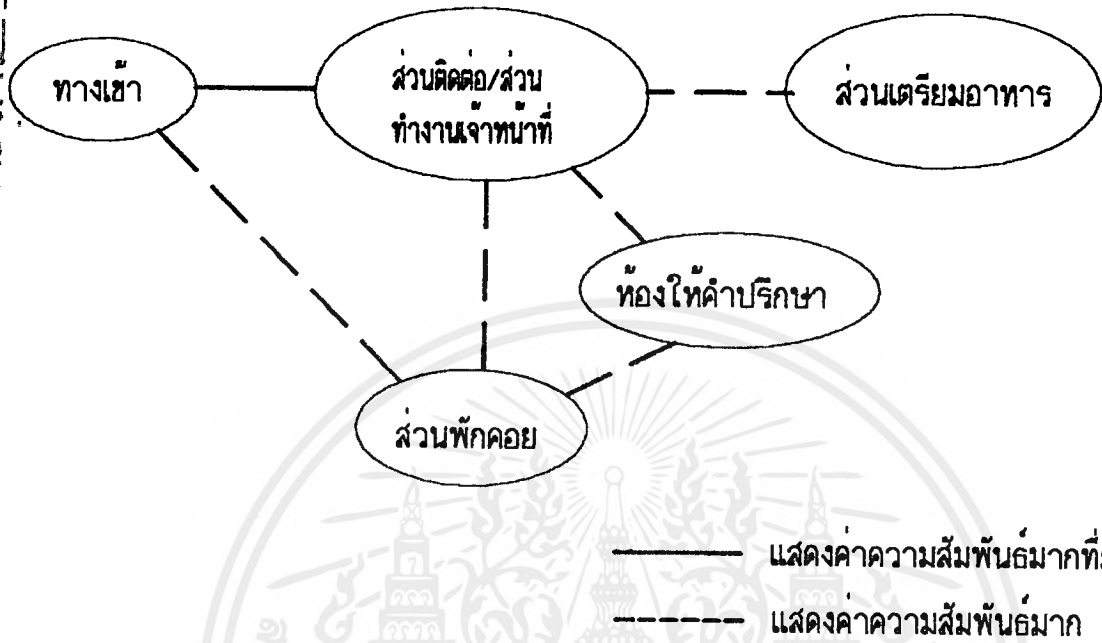 ทางเข้า
ส่วนติดต่อ/ส่วน
ทำงานเจ้าหน้าที่
ส่วนเตรียมอาหาร
ห้องให้คำปรึกษา
ส่วนพักคอย
แสดงค่าความสัมพันธ์มากที่
แสดงค่าความสัมพันธ์มาก